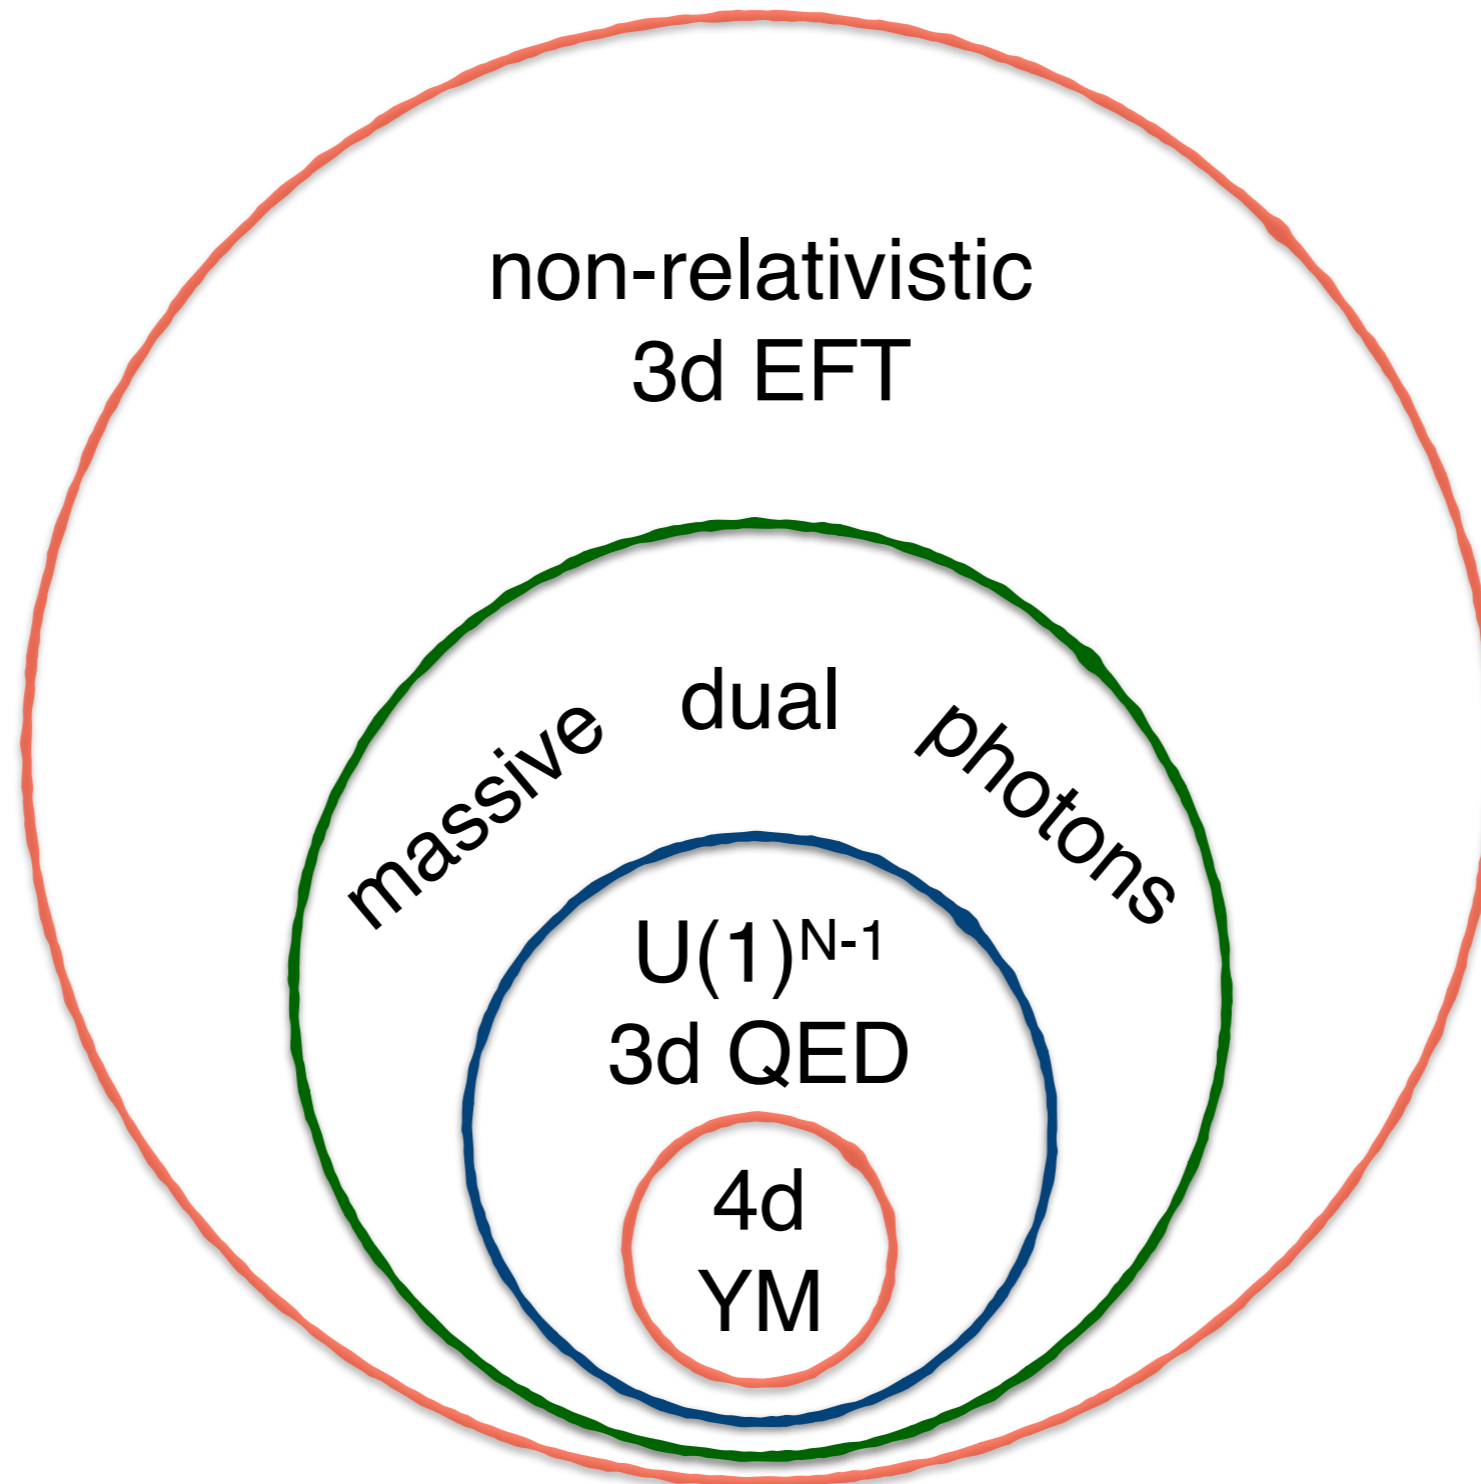 non-relativistic
3d EFT
massive dual photons
U(1)^{N-1}
3d QED
4d
YM